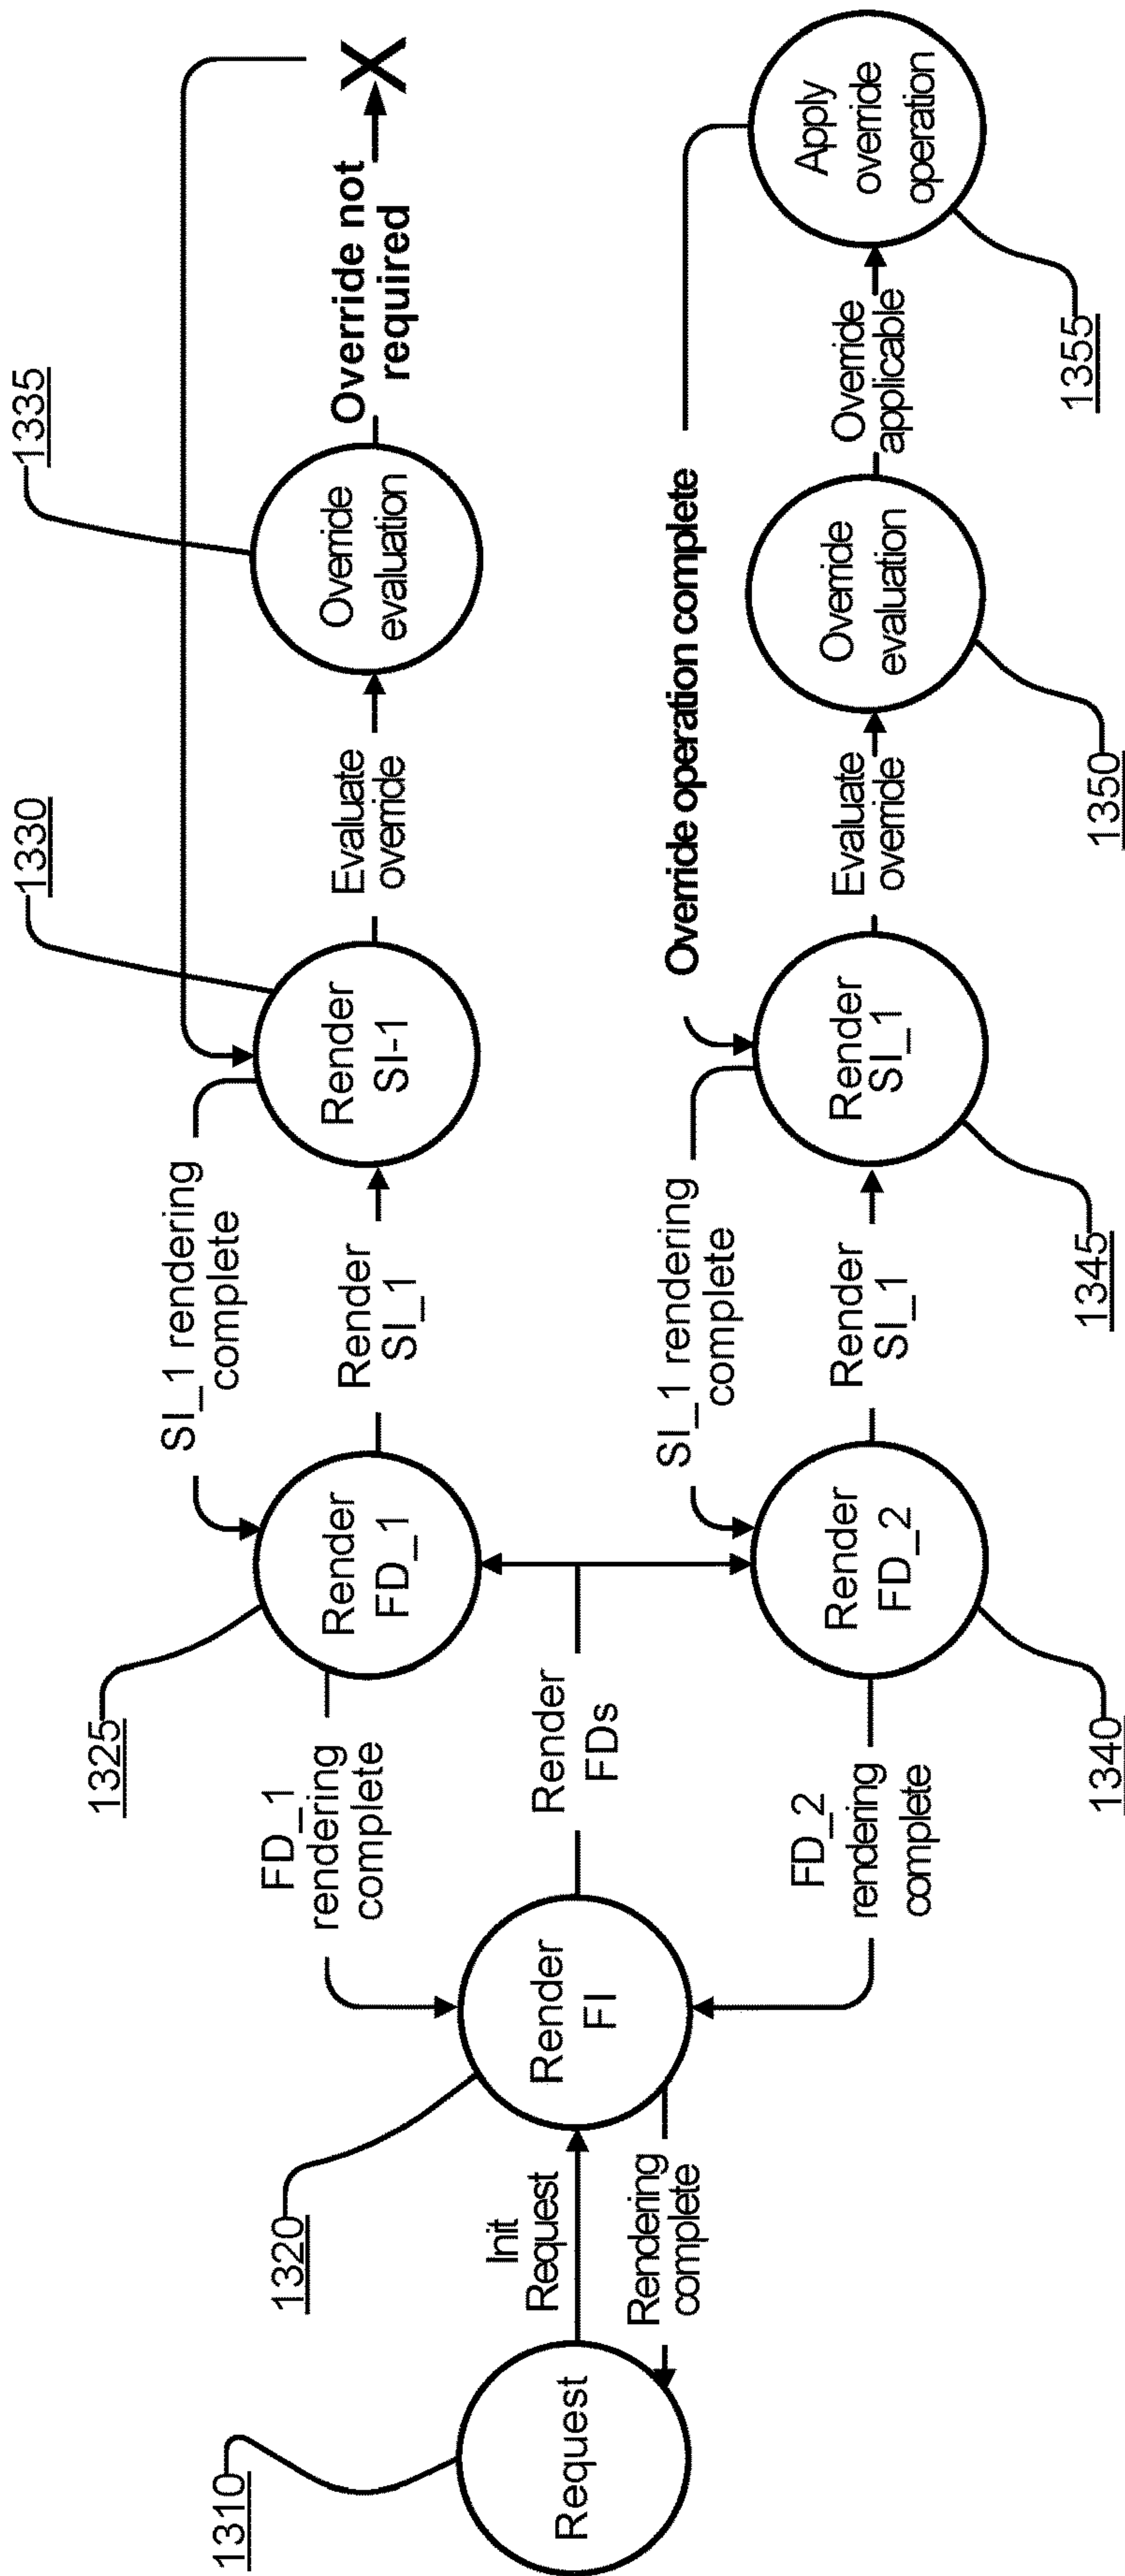 1310
Request
Init
Request
Rendering
complete
1320
Render
FI
FD_1
rendering
complete
Render
FDs
FD_2
rendering
complete
1325
Render
FD_1
SI_1 rendering
complete
Render
SI_1
1330
Render
SI-1
Evaluate
override
1335
Override
evaluation
Override not
required
X
1340
Render
FD_2
SI_1 rendering
complete
Render
SI_1
1345
Render
SI_1
Override operation complete
Evaluate
override
1350
Override
evaluation
Override
applicable
1355
Apply
override
operation